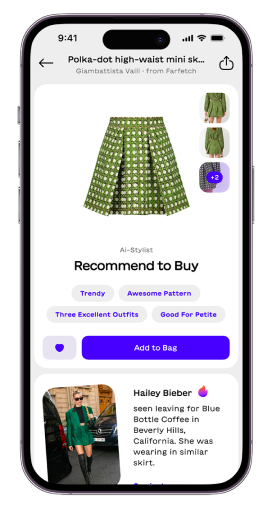 9:41
Polka-dot high-waist mini sk...
Giambattista Valli · from Farfetch
+2
Ai-Stylist
Recommend to Buy
Trendy
Awesome Pattern
Three Excellent Outfits
Good For Petite
Add to Bag
Hailey Bieber
seen leaving for Blue
Bottle Coffee in
Beverly Hills,
California. She was
wearing in similar
skirt.